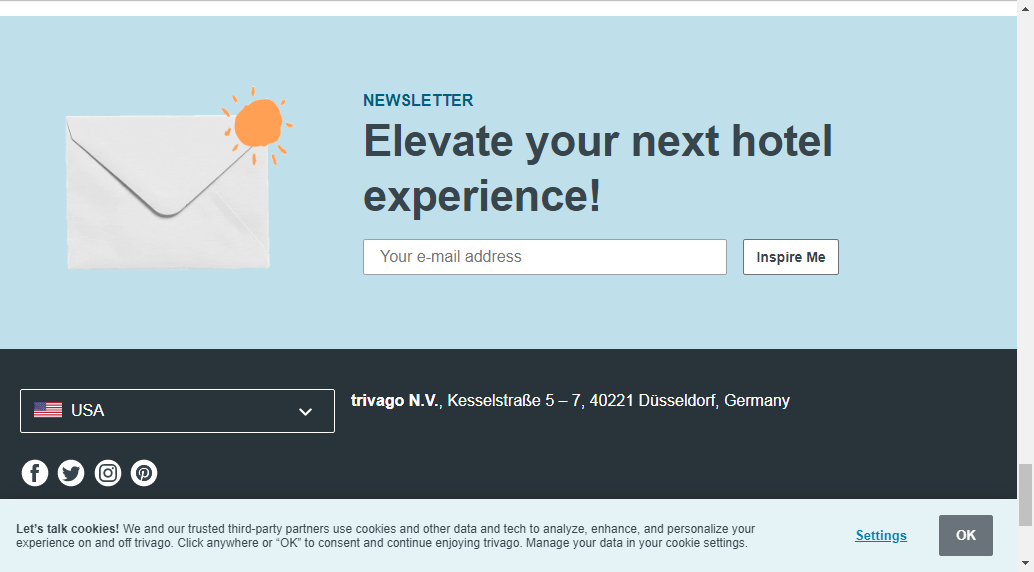 NEWSLETTER
Elevate your next hotel
experience!
Your e-mail address
Inspire Me
USA
trivago N.V., Kesselstraße 5 – 7, 40221 Düsseldorf, Germany
Let’s talk cookies! We and our trusted third-party partners use cookies and other data and tech to analyze, enhance, and personalize your
experience on and off trivago. Click anywhere or “OK” to consent and continue enjoying trivago. Manage your data in your cookie settings.
Settings
OK